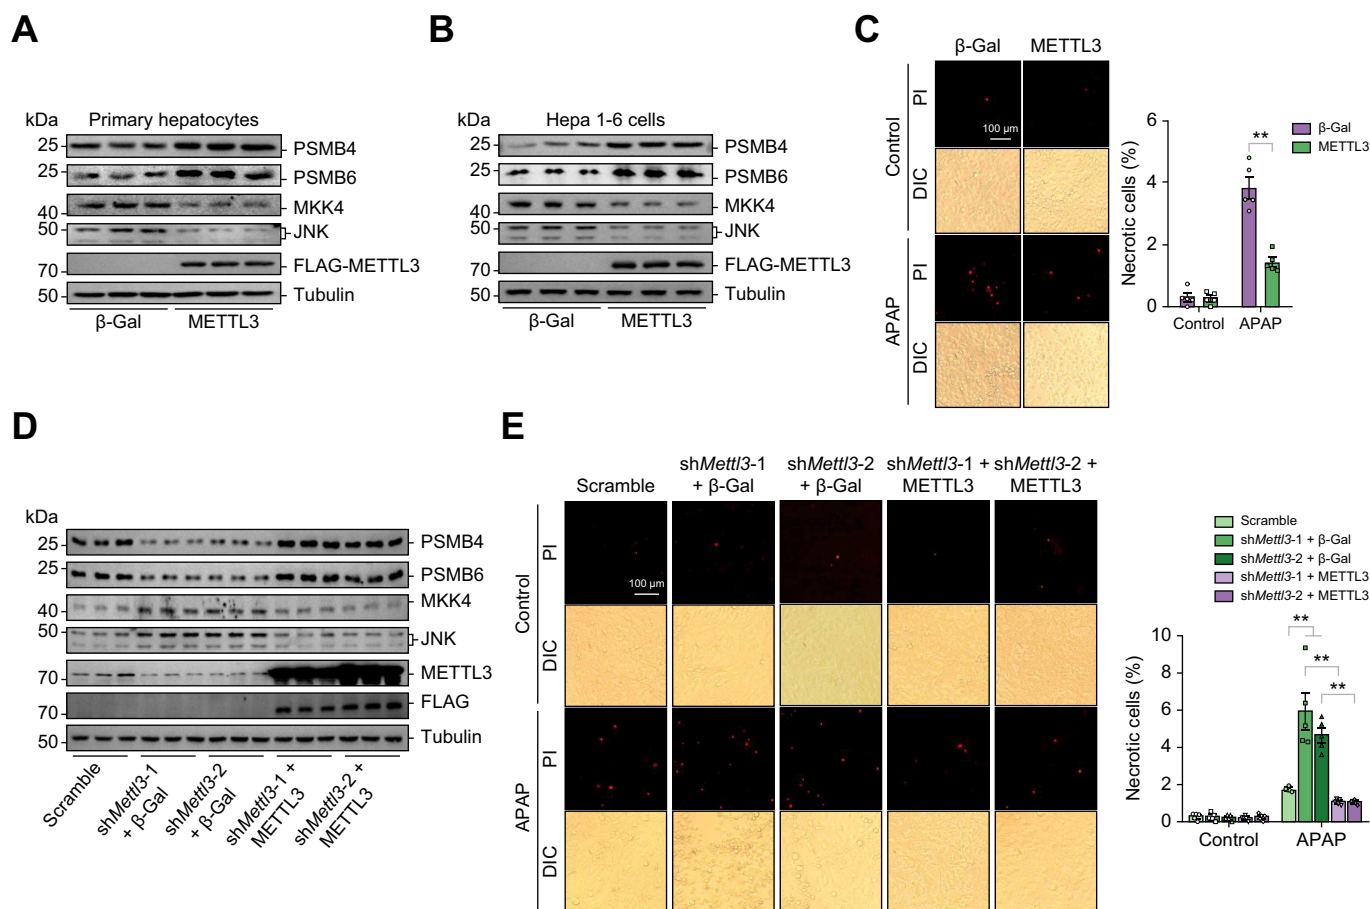 A
kDa
Primary hepatocytes
25
PSMB4
25
PSMB6
40
MKK4
50
JNK
70
FLAG-METTL3
50
Tubulin
β-Gal
METTL3
B
kDa
Hepa 1-6 cells
25
PSMB4
25
PSMB6
40
MKK4
50
JNK
70
FLAG-METTL3
50
Tubulin
β-Gal
METTL3
C
β-Gal
METTL3
Control
PI
100 µm
DIC
APAP
PI
DIC
Necrotic cells (%)
6
4
2
0
**
Control
APAP
β-Gal
METTL3
D
kDa
25
PSMB4
25
PSMB6
40
MKK4
50
JNK
70
METTL3
70
FLAG
50
Tubulin
Scramble
shMettl3-1
+ β-Gal
shMettl3-2
+ β-Gal
shMettl3-1 +
METTL3
shMettl3-2 +
METTL3
E
Scramble
shMettl3-1
+ β-Gal
shMettl3-2
+ β-Gal
shMettl3-1 +
METTL3
shMettl3-2 +
METTL3
Control
PI
100 µm
DIC
APAP
PI
DIC
Scramble
shMettl3-1 + β-Gal
shMettl3-2 + β-Gal
shMettl3-1 + METTL3
shMettl3-2 + METTL3
Necrotic cells (%)
10
8
6
4
2
0
**
**
**
Control
APAP